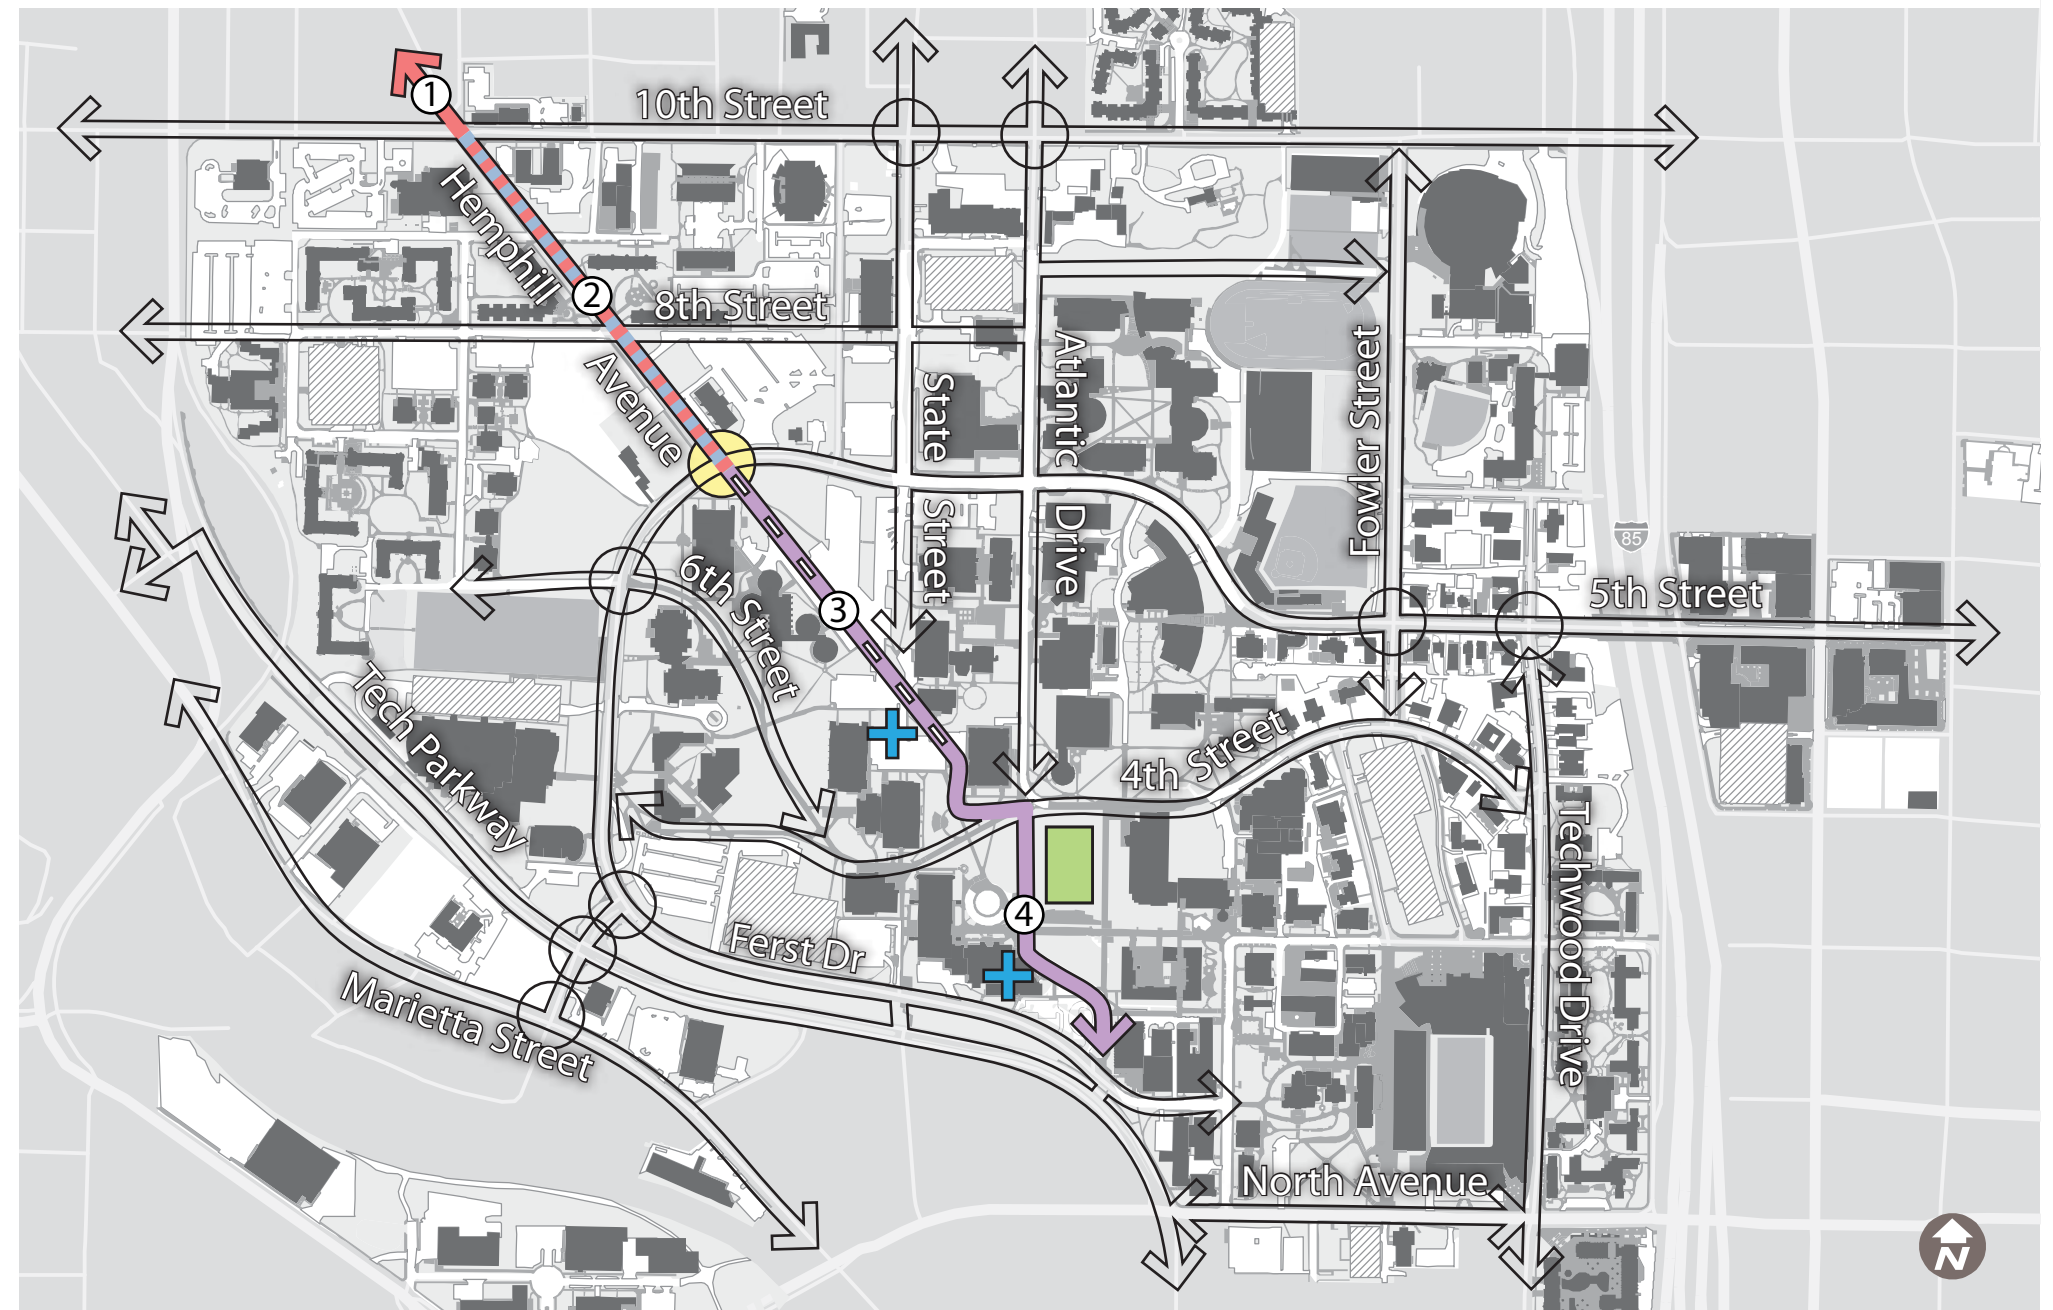 1
10th Street
Hemphill
Avenue
2
8th Street
State
Street
Atlantic
Drive
Fowler Street
85
5th Street
6th Street
3
Tech Parkway
4th Street
Techwood Drive
4
Ferst Dr
Marietta Street
North Avenue
N